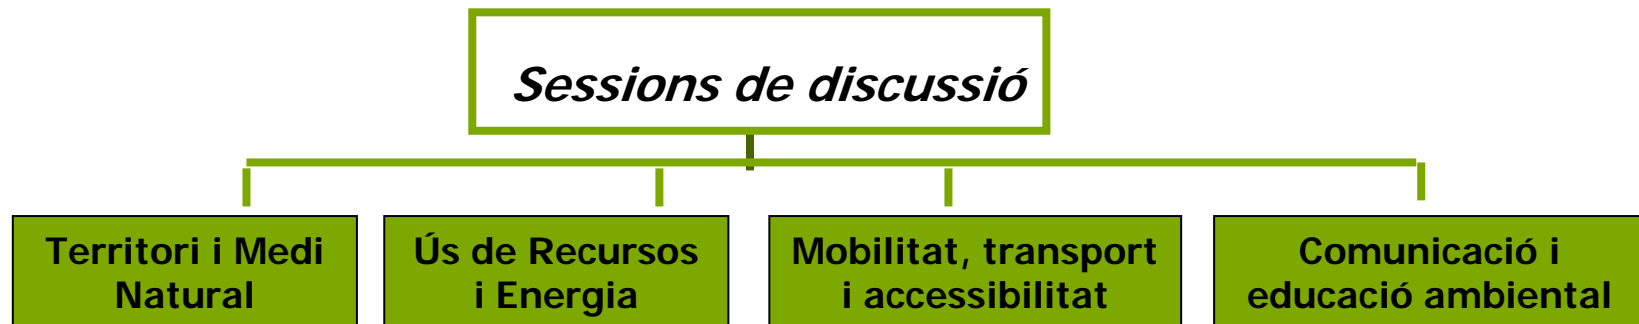 Sessions de discussió
Territori i Medi
Natural
Ús de Recursos
i Energia
Mobilitat, transport
i accessibilitat
Comunicació i
educació ambiental